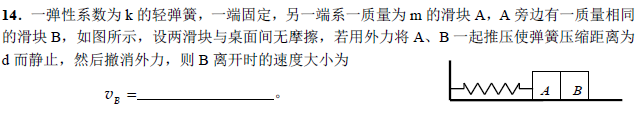 14．一弹性系数为 k 的轻弹簧，一端固定，另一端系一质量为 m 的滑块 A，A 旁边有一质量相同
的滑块 B，如图所示，设两滑块与桌面间无摩擦，若用外力将 A、B 一起推压使弹簧压缩距离为
d 而静止，然后撤消外力，则 B 离开时的速度大小为
v_B =____________________。
A B